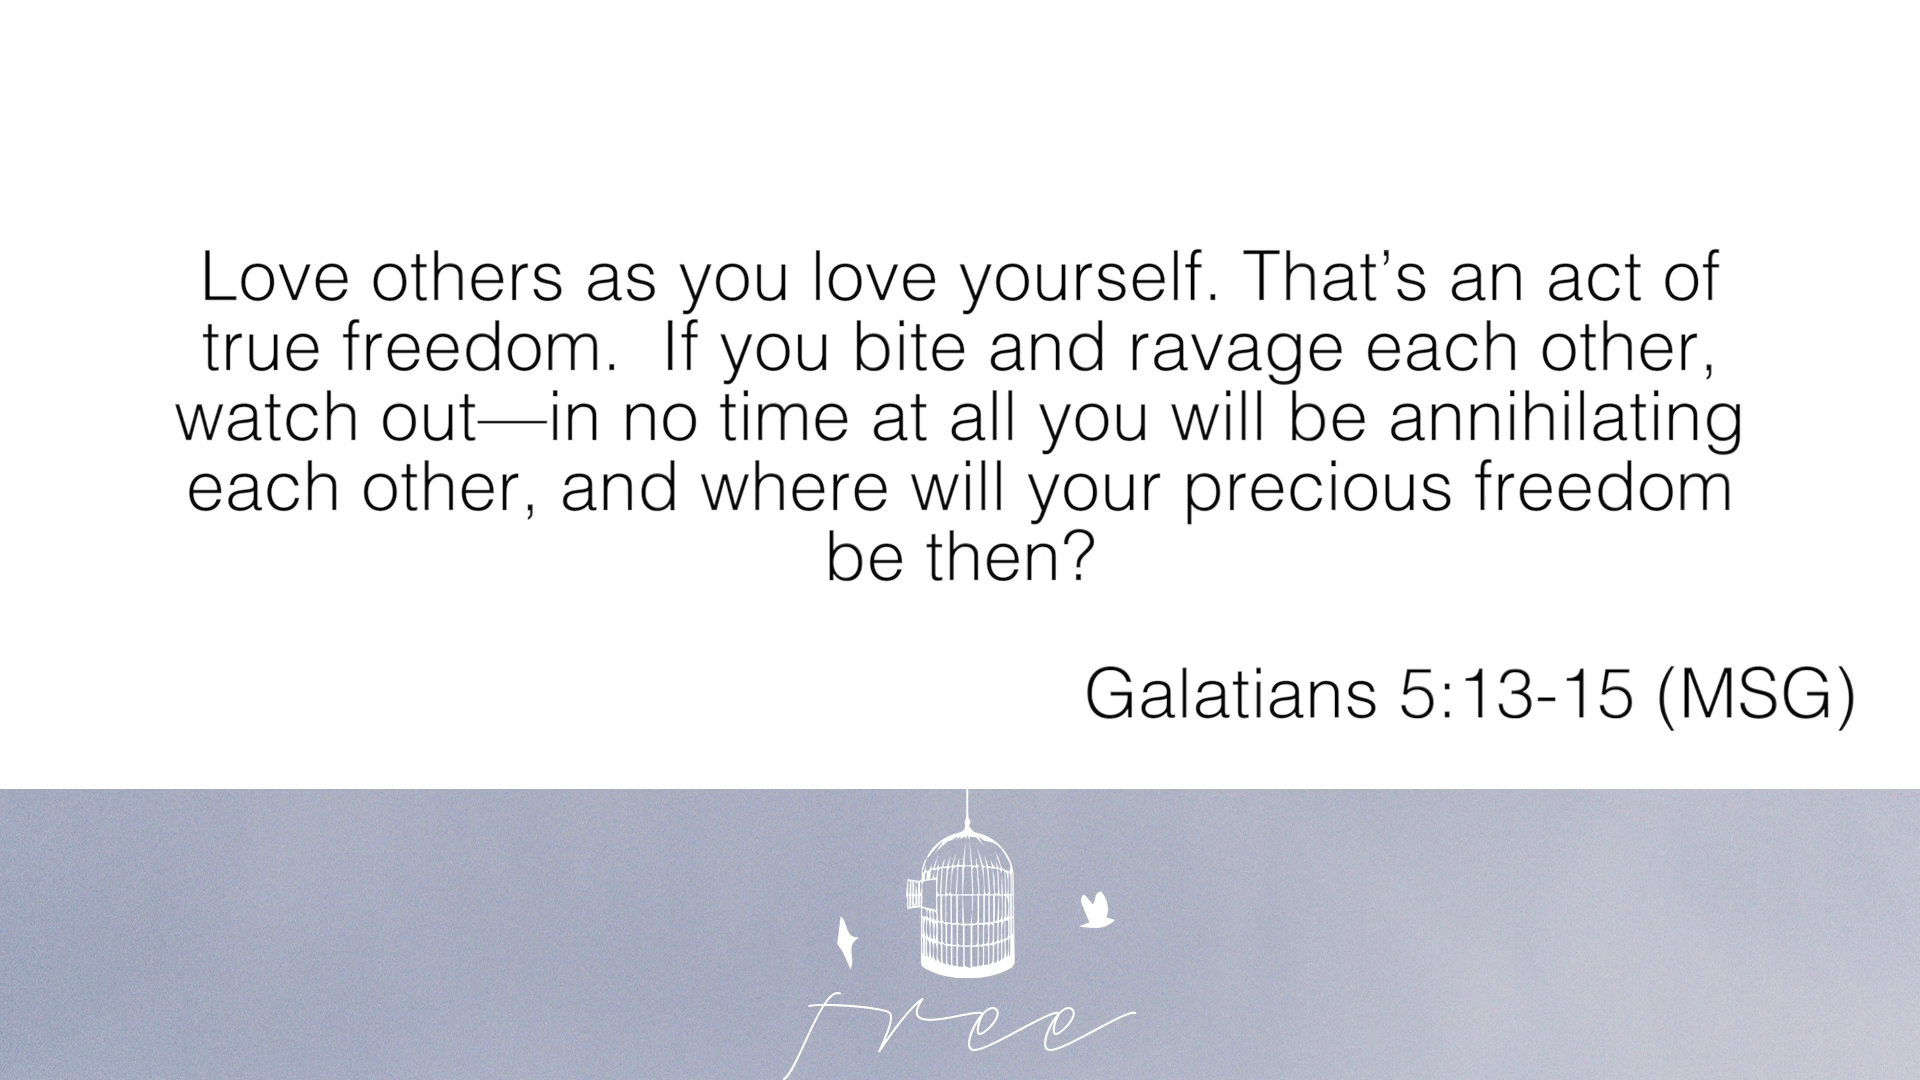 Love others as you love yourself. That’s an act of
true freedom.  If you bite and ravage each other,
watch out—in no time at all you will be annihilating
each other, and where will your precious freedom
be then?
Galatians 5:13-15 (MSG)
free